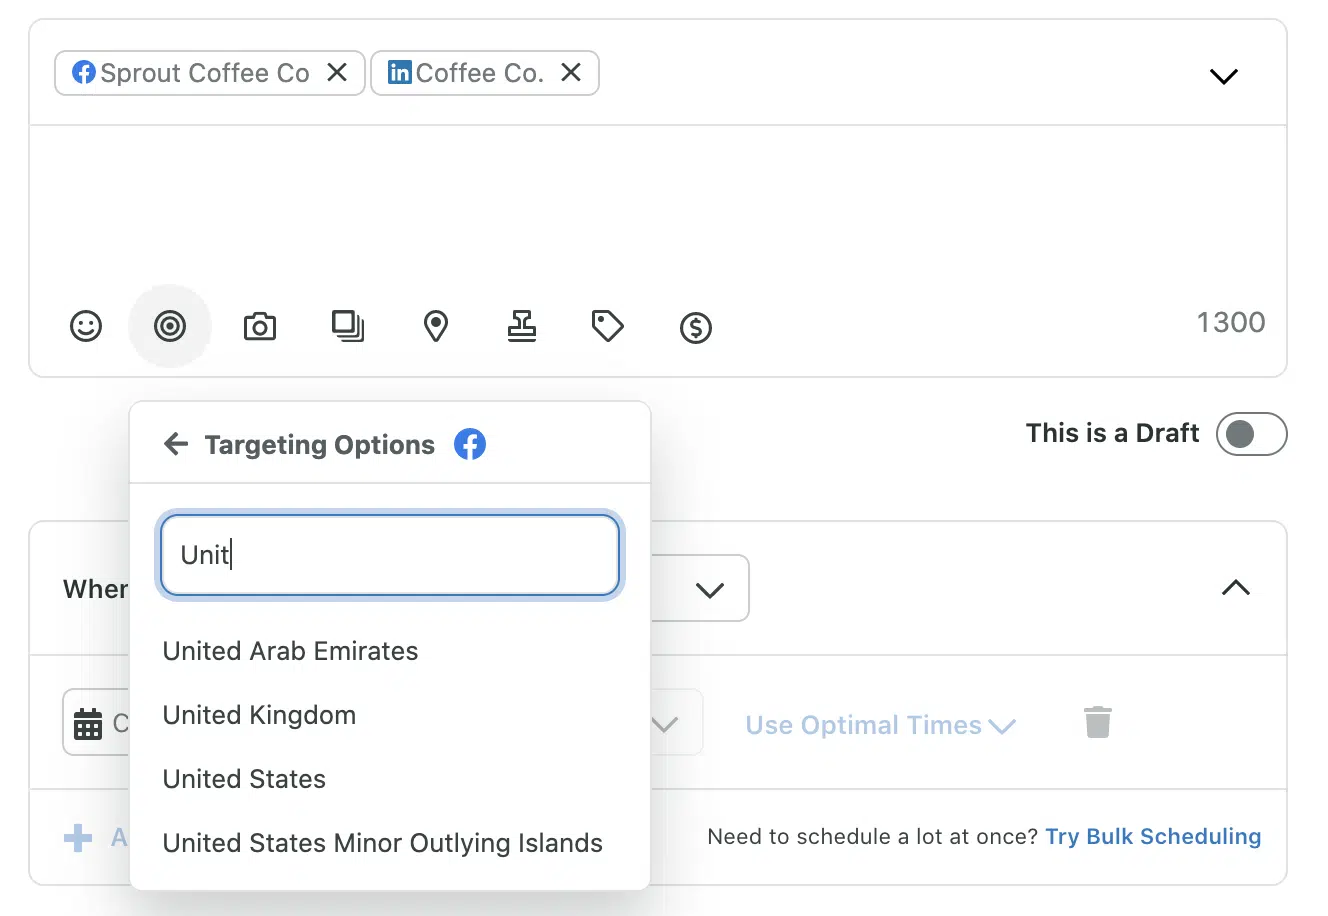 Sprout Coffee Co
Coffee Co.
1300
Targeting Options
This is a Draft
Unit
United Arab Emirates
United Kingdom
United States
United States Minor Outlying Islands
Use Optimal Times
Need to schedule a lot at once? Try Bulk Scheduling